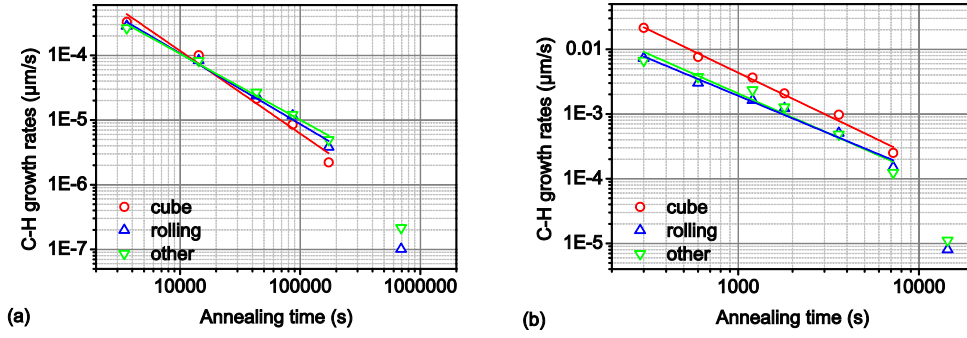 C-H growth rates (μm/s)
1E-4
1E-5
1E-6
1E-7
cube
rolling
other
10000
100000
1000000
Annealing time (s)
(a)
C-H growth rates (μm/s)
0.01
1E-3
1E-4
1E-5
cube
rolling
other
1000
10000
Annealing time (s)
(b)